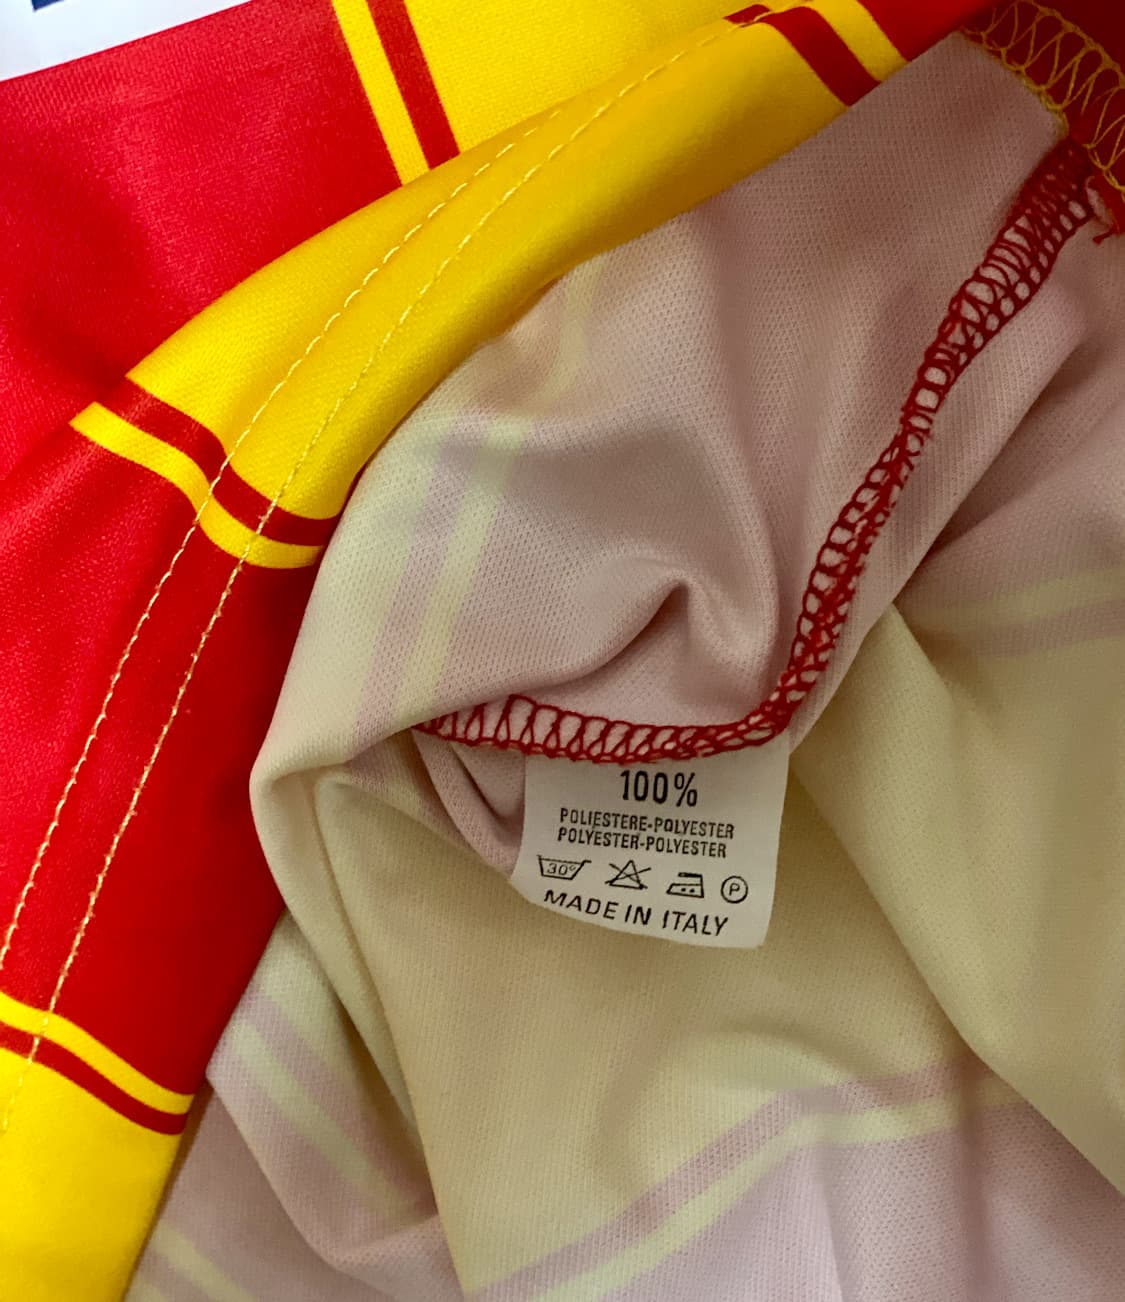 100%
POLIESTERE-POLYESTER
POLYESTER-POLYESTER
30° P
MADE IN ITALY